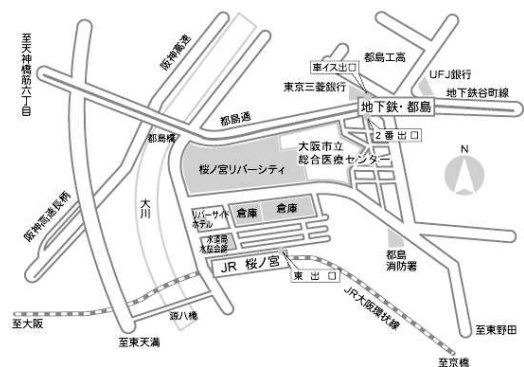 至天神橋筋六丁目
阪神高速
車イス出口
都島工高
東京三菱銀行
UFJ銀行
地下鉄・都島
地下鉄谷町線
都島通
都島橋
2番出口
大阪市立
総合医療センター
桜ノ宮リバーシティ
N
大川
阪神高速長柄
リバーサイド
ホテル
倉庫
倉庫
水道局
JR 桜ノ宮
東出口
都島
消防署
JR大阪環状線
源八橋
至大阪
至東天満
至東野田
至京橋